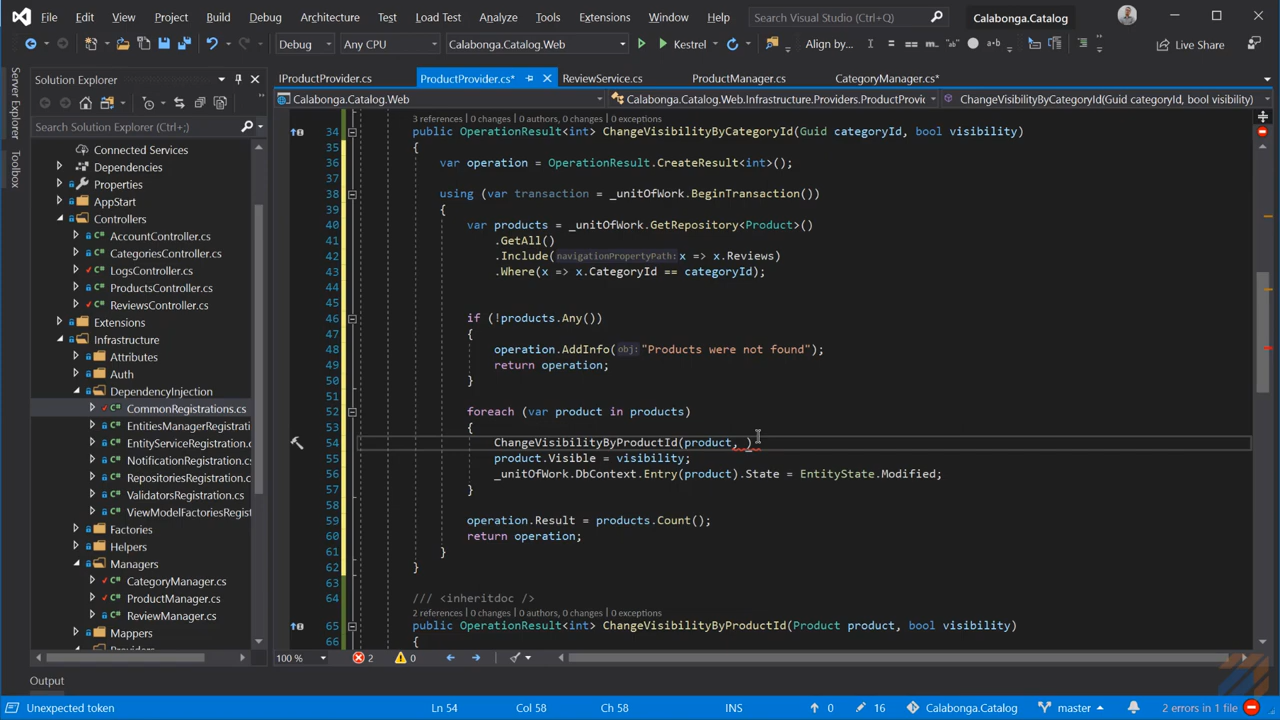 File Edit View Project Build Debug Architecture Test Load Test Analyze Tools Extensions Window Help Search Visual Studio (Ctrl+Q) Calabonga.Catalog
Debug Any CPU Calabonga.Catalog.Web Kestrel Align by... Live Share
Server Explorer
Toolbox
Solution Explorer
Search Solution Explorer (Ctrl+;)
Connected Services
Dependencies
Properties
AppStart
Controllers
AccountController.cs
CategoriesController.cs
LogsController.cs
ProductsController.cs
ReviewsController.cs
Extensions
Infrastructure
Attributes
Auth
DependencyInjection
CommonRegistrations.cs
EntitiesManagerRegistrati
EntityServiceRegistration.
NotificationRegistration.c
RepositoriesRegistration.
ValidatorsRegistration.cs
ViewModelFactoriesRegist
Factories
Helpers
Managers
CategoryManager.cs
ProductManager.cs
ReviewManager.cs
Mappers
IProductProvider.cs ProductProvider.cs* ReviewService.cs ProductManager.cs CategoryManager.cs*
Calabonga.Catalog.Web Calabonga.Catalog.Web.Infrastructure.Providers.ProductProvic ChangeVisibilityByCategoryId(Guid categoryId, bool visibility)
3 references | 0 changes | 0 authors, 0 changes | 0 exceptions
34 public OperationResult<int> ChangeVisibilityByCategoryId(Guid categoryId, bool visibility)
35 {
36 var operation = OperationResult.CreateResult<int>();
37
38 using (var transaction = _unitOfWork.BeginTransaction())
39 {
40 var products = _unitOfWork.GetRepository<Product>()
41 .GetAll()
42 .Include(navigationPropertyPath: x => x.Reviews)
43 .Where(x => x.CategoryId == categoryId);
44
45
46 if (!products.Any())
47 {
48 operation.AddInfo(obj: "Products were not found");
49 return operation;
50 }
51
52 foreach (var product in products)
53 {
54 ChangeVisibilityByProductId(product, )
55 product.Visible = visibility;
56 _unitOfWork.DbContext.Entry(product).State = EntityState.Modified;
57 }
58
59 operation.Result = products.Count();
60 return operation;
61 }
62 }
63
64 /// <inheritdoc />
2 references | 0 changes | 0 authors, 0 changes | 0 exceptions
65 public OperationResult<int> ChangeVisibilityByProductId(Product product, bool visibility)
66 {
100 % 2 0
Output
Unexpected token Ln 54 Col 58 Ch 58 INS 0 16 Calabonga.Catalog master 2 errors in 1 file